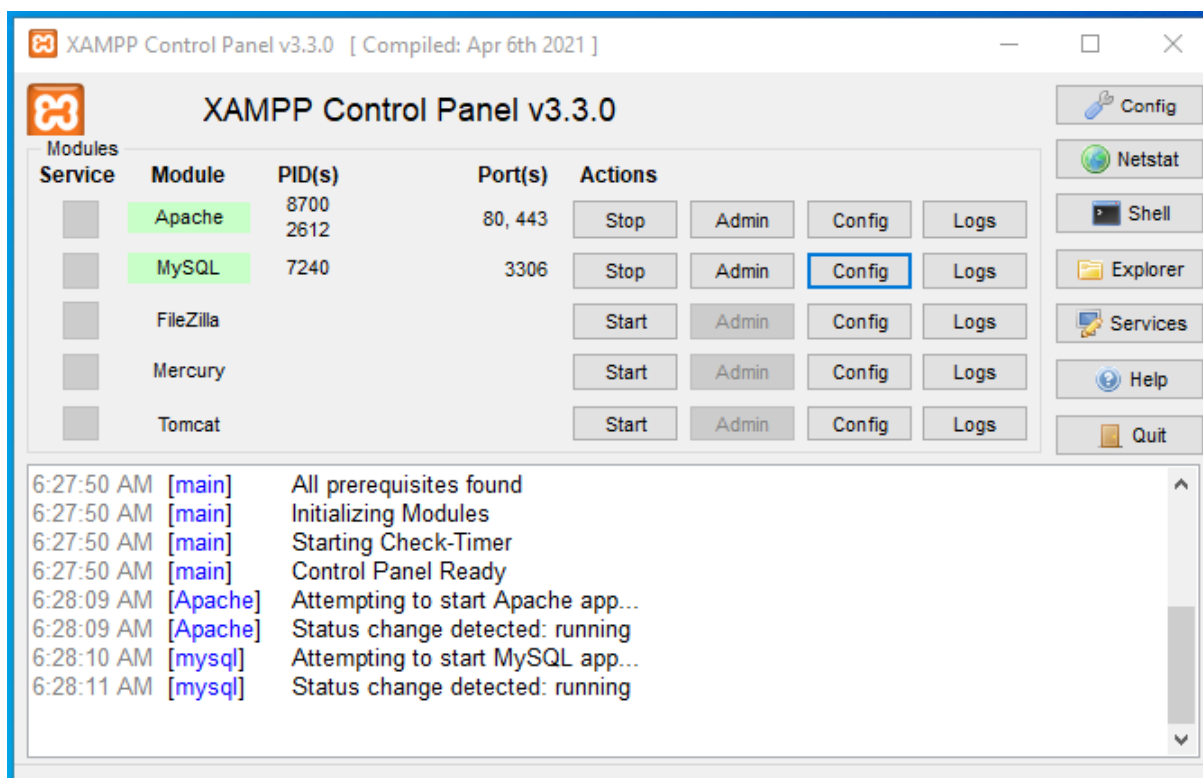 XAMPP Control Panel v3.3.0 [ Compiled: Apr 6th 2021 ]
XAMPP Control Panel v3.3.0
Config
Modules
Service Module PID(s) Port(s) Actions
Netstat
Apache 8700 2612 80, 443 Stop Admin Config Logs
Shell
MySQL 7240 3306 Stop Admin Config Logs
Explorer
FileZilla Start Admin Config Logs
Services
Mercury Start Admin Config Logs
Help
Tomcat Start Admin Config Logs
Quit
6:27:50 AM [main] All prerequisites found
6:27:50 AM [main] Initializing Modules
6:27:50 AM [main] Starting Check-Timer
6:27:50 AM [main] Control Panel Ready
6:28:09 AM [Apache] Attempting to start Apache app...
6:28:09 AM [Apache] Status change detected: running
6:28:10 AM [mysql] Attempting to start MySQL app...
6:28:11 AM [mysql] Status change detected: running